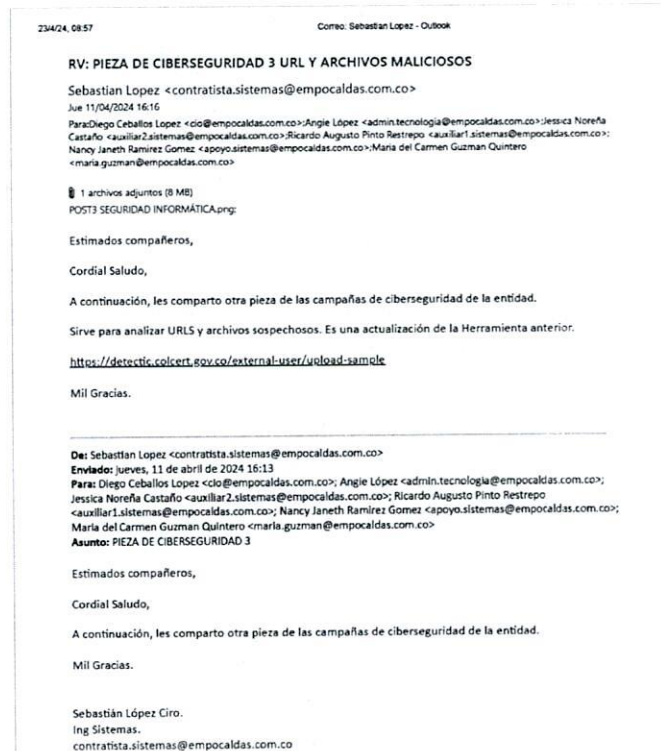 23/4/24, 08:57
Correo: Sebastian Lopez - Outlook
RV: PIEZA DE CIBERSEGURIDAD 3 URL Y ARCHIVOS MALICIOSOS
Sebastian Lopez <contratista.sistemas@empocaldas.com.co>
Jue 11/04/2024 16:16
Para:Diego Ceballos Lopez <cio@empocaldas.com.co>;Angie López <admin.tecnologia@empocaldas.com.co>;Jessica Noreña
Castaño <auxiliar2.sistemas@empocaldas.com.co>;Ricardo Augusto Pinto Restrepo <auxiliar1.sistemas@empocaldas.com.co>;
Nancy Janeth Ramirez Gomez <apoyo.sistemas@empocaldas.com.co>;Maria del Carmen Guzman Quintero
<maria.guzman@empocaldas.com.co>
1 archivos adjuntos (8 MB)
POST3 SEGURIDAD INFORMÁTICA.png;
Estimados compañeros,
Cordial Saludo,
A continuación, les comparto otra pieza de las campañas de ciberseguridad de la entidad.
Sirve para analizar URLS y archivos sospechosos. Es una actualización de la Herramienta anterior.
https://detectic.colcert.gov.co/external-user/upload-sample
Mil Gracias.
De: Sebastian Lopez <contratista.sistemas@empocaldas.com.co>
Enviado: jueves, 11 de abril de 2024 16:13
Para: Diego Ceballos Lopez <cio@empocaldas.com.co>; Angie López <admin.tecnologia@empocaldas.com.co>;
Jessica Noreña Castaño <auxiliar2.sistemas@empocaldas.com.co>; Ricardo Augusto Pinto Restrepo
<auxiliar1.sistemas@empocaldas.com.co>; Nancy Janeth Ramirez Gomez <apoyo.sistemas@empocaldas.com.co>;
Maria del Carmen Guzman Quintero <maria.guzman@empocaldas.com.co>
Asunto: PIEZA DE CIBERSEGURIDAD 3
Estimados compañeros,
Cordial Saludo,
A continuación, les comparto otra pieza de las campañas de ciberseguridad de la entidad.
Mil Gracias.
Sebastián López Ciro.
Ing Sistemas.
contratista.sistemas@empocaldas.com.co